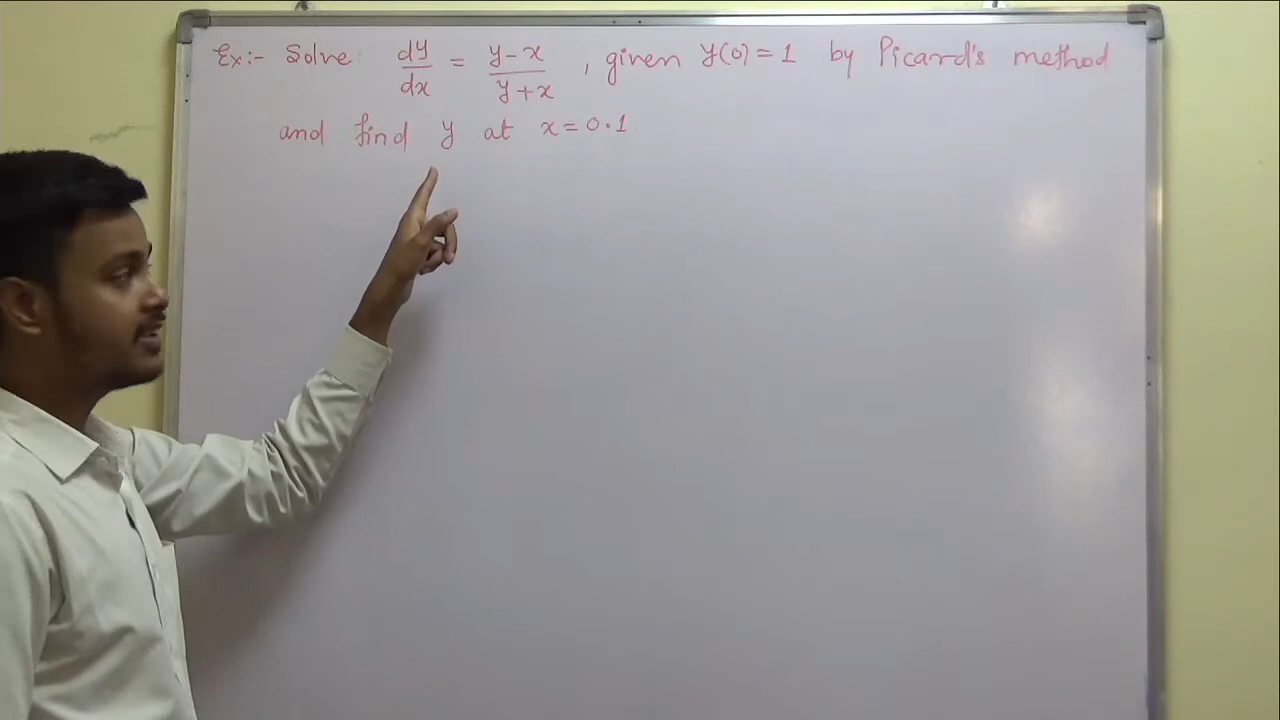 Ex:- Solve dy/dx = y-x/y+x , given y(0) = 1 by Picard's method
and find y at x = 0.1